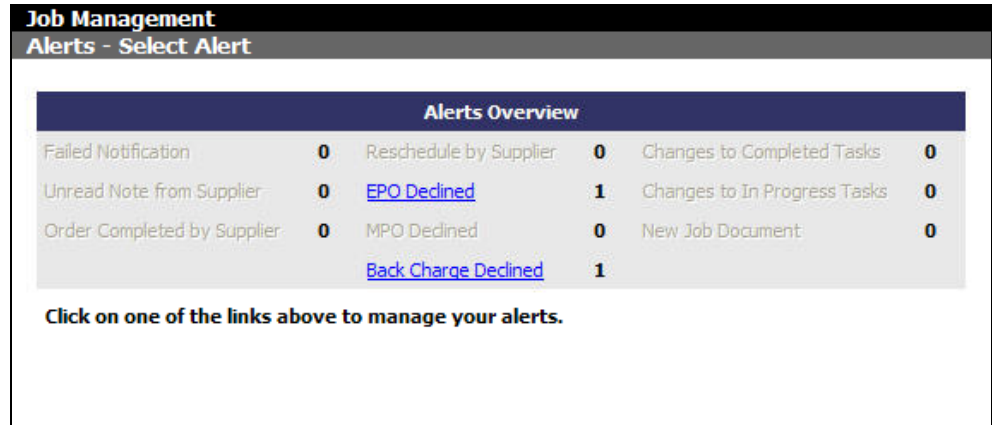 Job Management
Alerts - Select Alert
Alerts Overview
Failed Notification 0 Reschedule by Supplier 0 Changes to Completed Tasks 0
Unread Note from Supplier 0 EPO Declined 1 Changes to In Progress Tasks 0
Order Completed by Supplier 0 MPO Declined 0 New Job Document 0
Back Charge Declined 1
Click on one of the links above to manage your alerts.